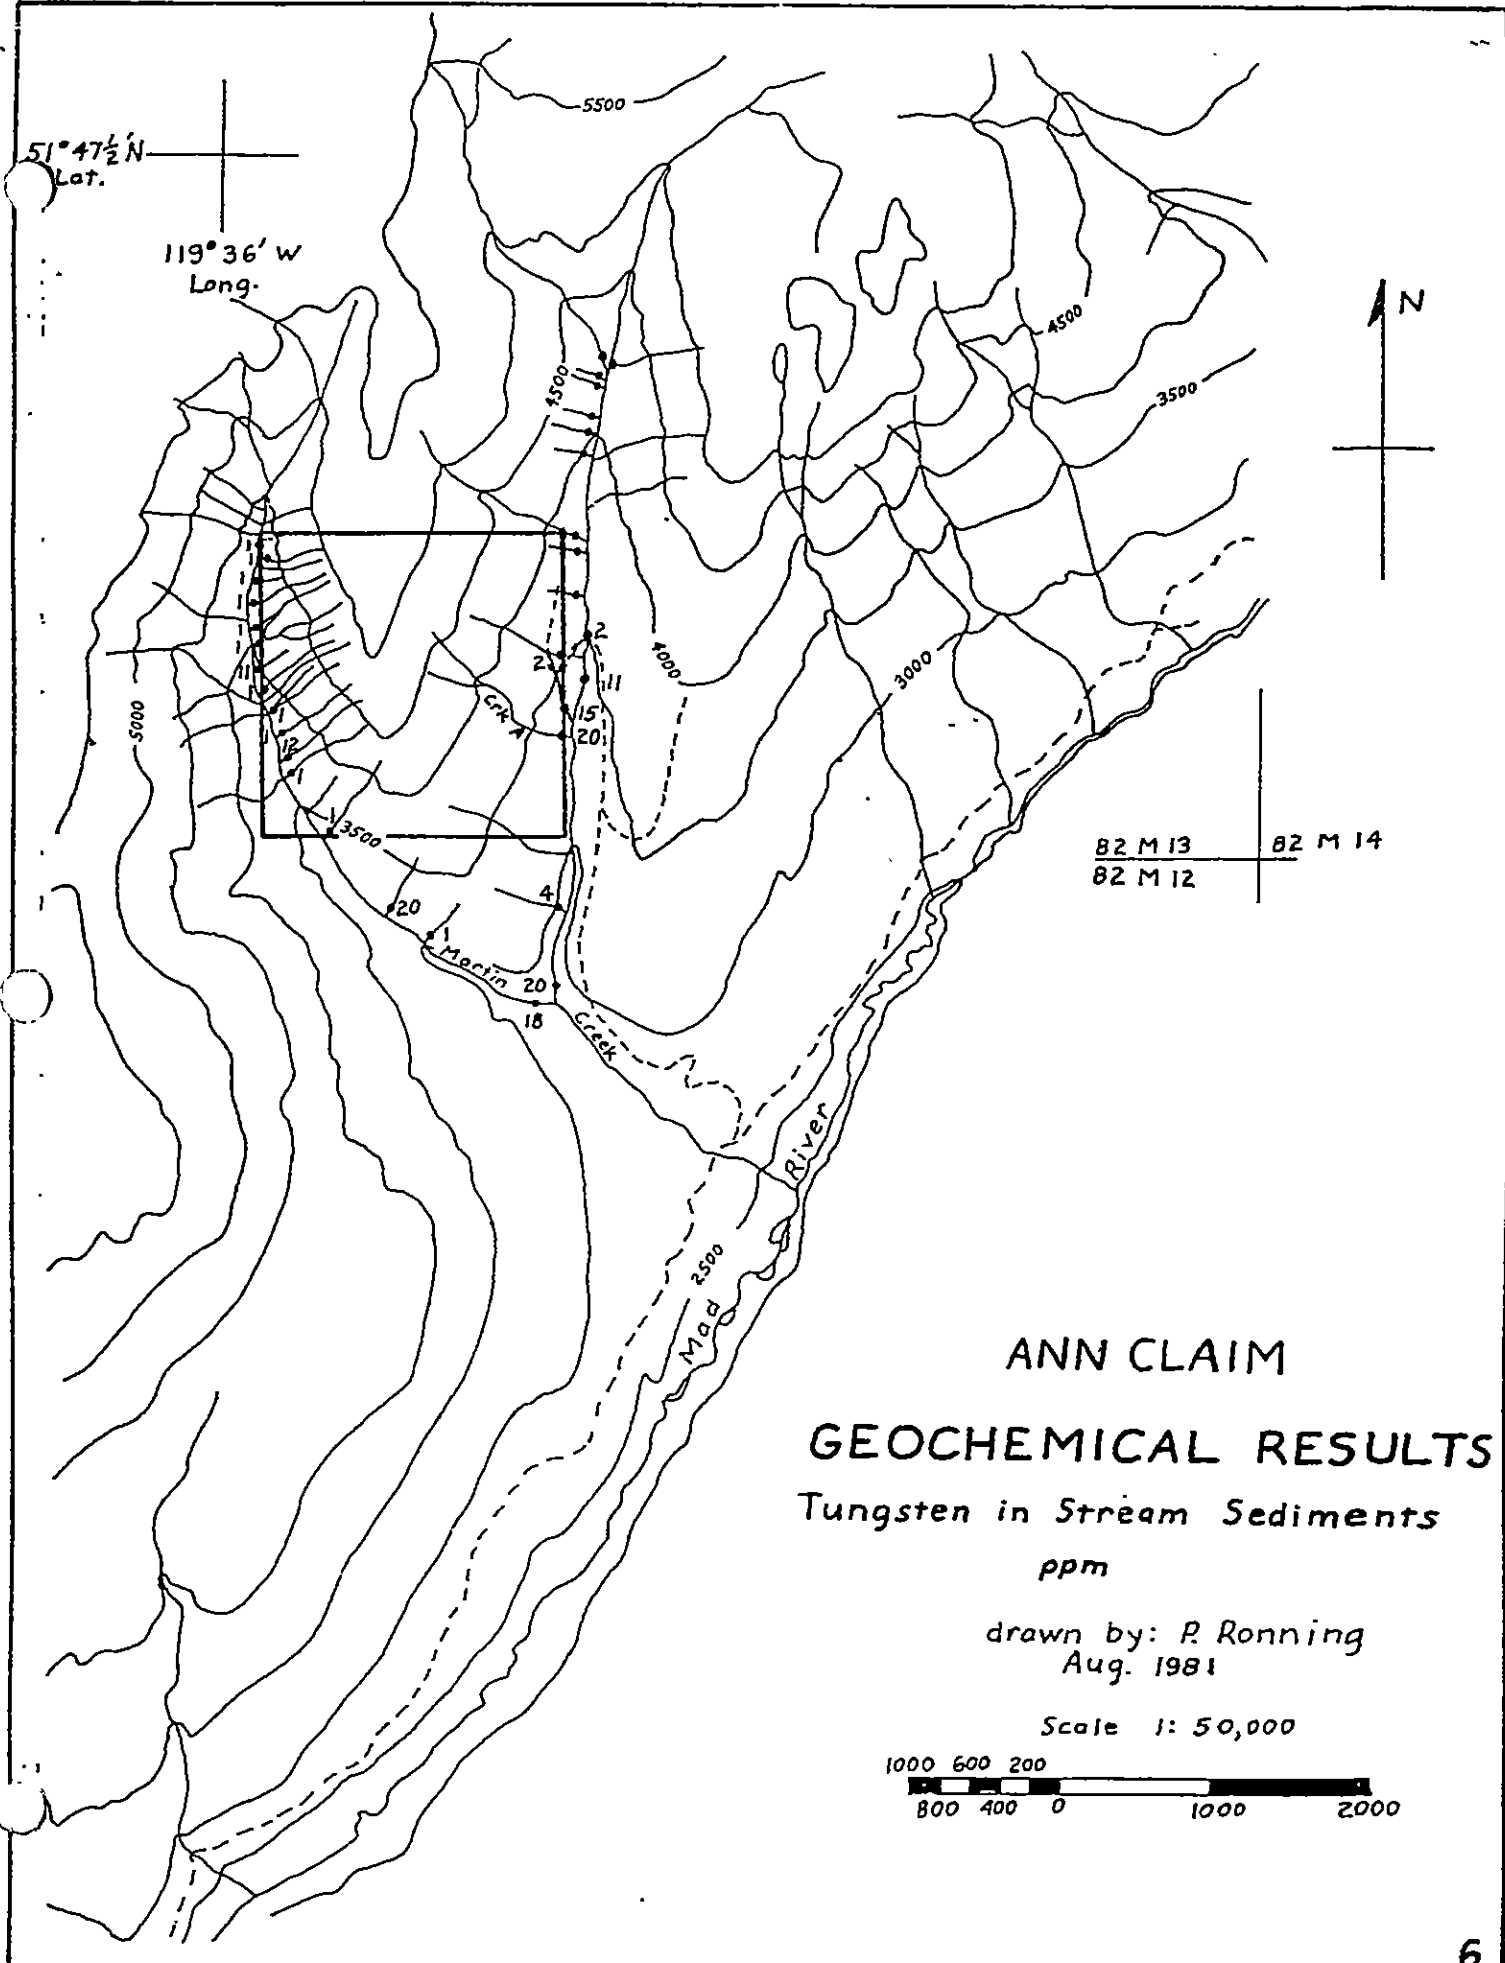 5500
51°47½'N
Lat.
119°36' W
Long.
N
4500
4500
3500
2
4000
2
11
3000
5000
Crk A
15
20
1
12
1
1
3500
82 M 13
82 M 14
82 M 12
20
4
1
Martin
20
18
Creek
River
2500
Mad
ANN CLAIM
GEOCHEMICAL RESULTS
Tungsten in Stream Sediments
ppm
drawn by: P. Ronning
Aug. 1981
Scale 1: 50,000
1000 600 200
800 400 0 1000 2000
6